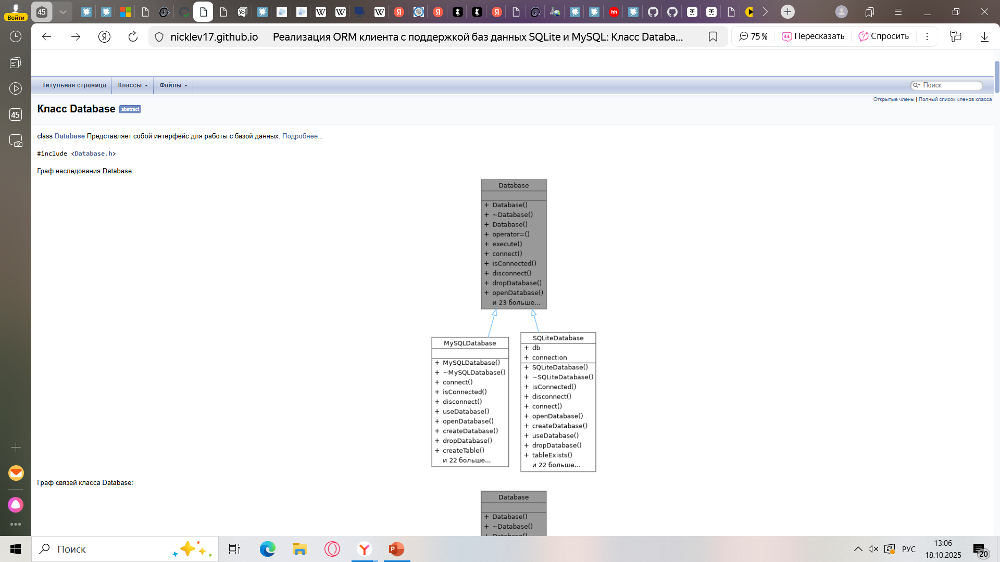 Войти
45
hh
nicklev17.github.io
Реализация ORM клиента с поддержкой баз данных SQLite и MySQL: Класс Databa...
75 %
Пересказать
Спросить
45
Титульная страница
Классы
Файлы
Поиск
Открытые члены | Полный список членов класса
Класс Database abstract
class Database Представляет собой интерфейс для работы с базой данных. Подробнее...
#include <Database.h>
Граф наследования:Database:
Database
+ Database()
+ ~Database()
+ Database()
+ operator=()
+ execute()
+ connect()
+ isConnected()
+ disconnect()
+ dropDatabase()
+ openDatabase()
и 23 больше...
MySQLDatabase
+ MySQLDatabase()
+ ~MySQLDatabase()
+ connect()
+ isConnected()
+ disconnect()
+ useDatabase()
+ openDatabase()
+ createDatabase()
+ dropDatabase()
+ createTable()
и 22 больше...
SQLiteDatabase
+ db
+ connection
+ SQLiteDatabase()
+ ~SQLiteDatabase()
+ isConnected()
+ disconnect()
+ connect()
+ openDatabase()
+ createDatabase()
+ useDatabase()
+ dropDatabase()
+ tableExists()
и 22 больше...
Граф связей класса Database:
Database
+ Database()
+ ~Database()
+ Database()
Поиск
РУС
13:06
18.10.2025
20